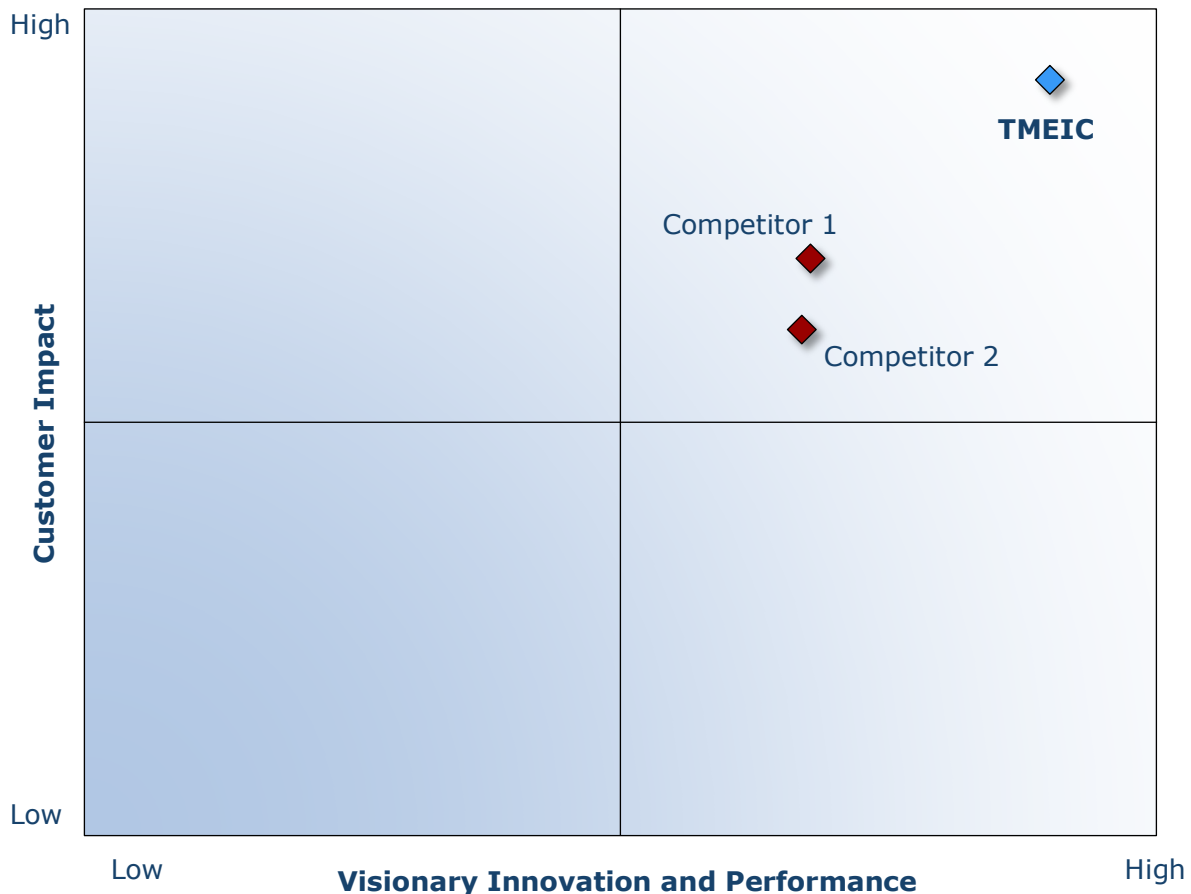 High
TMEIC
Competitor 1
Competitor 2
Customer Impact
Low
Low
High
Visionary Innovation and Performance